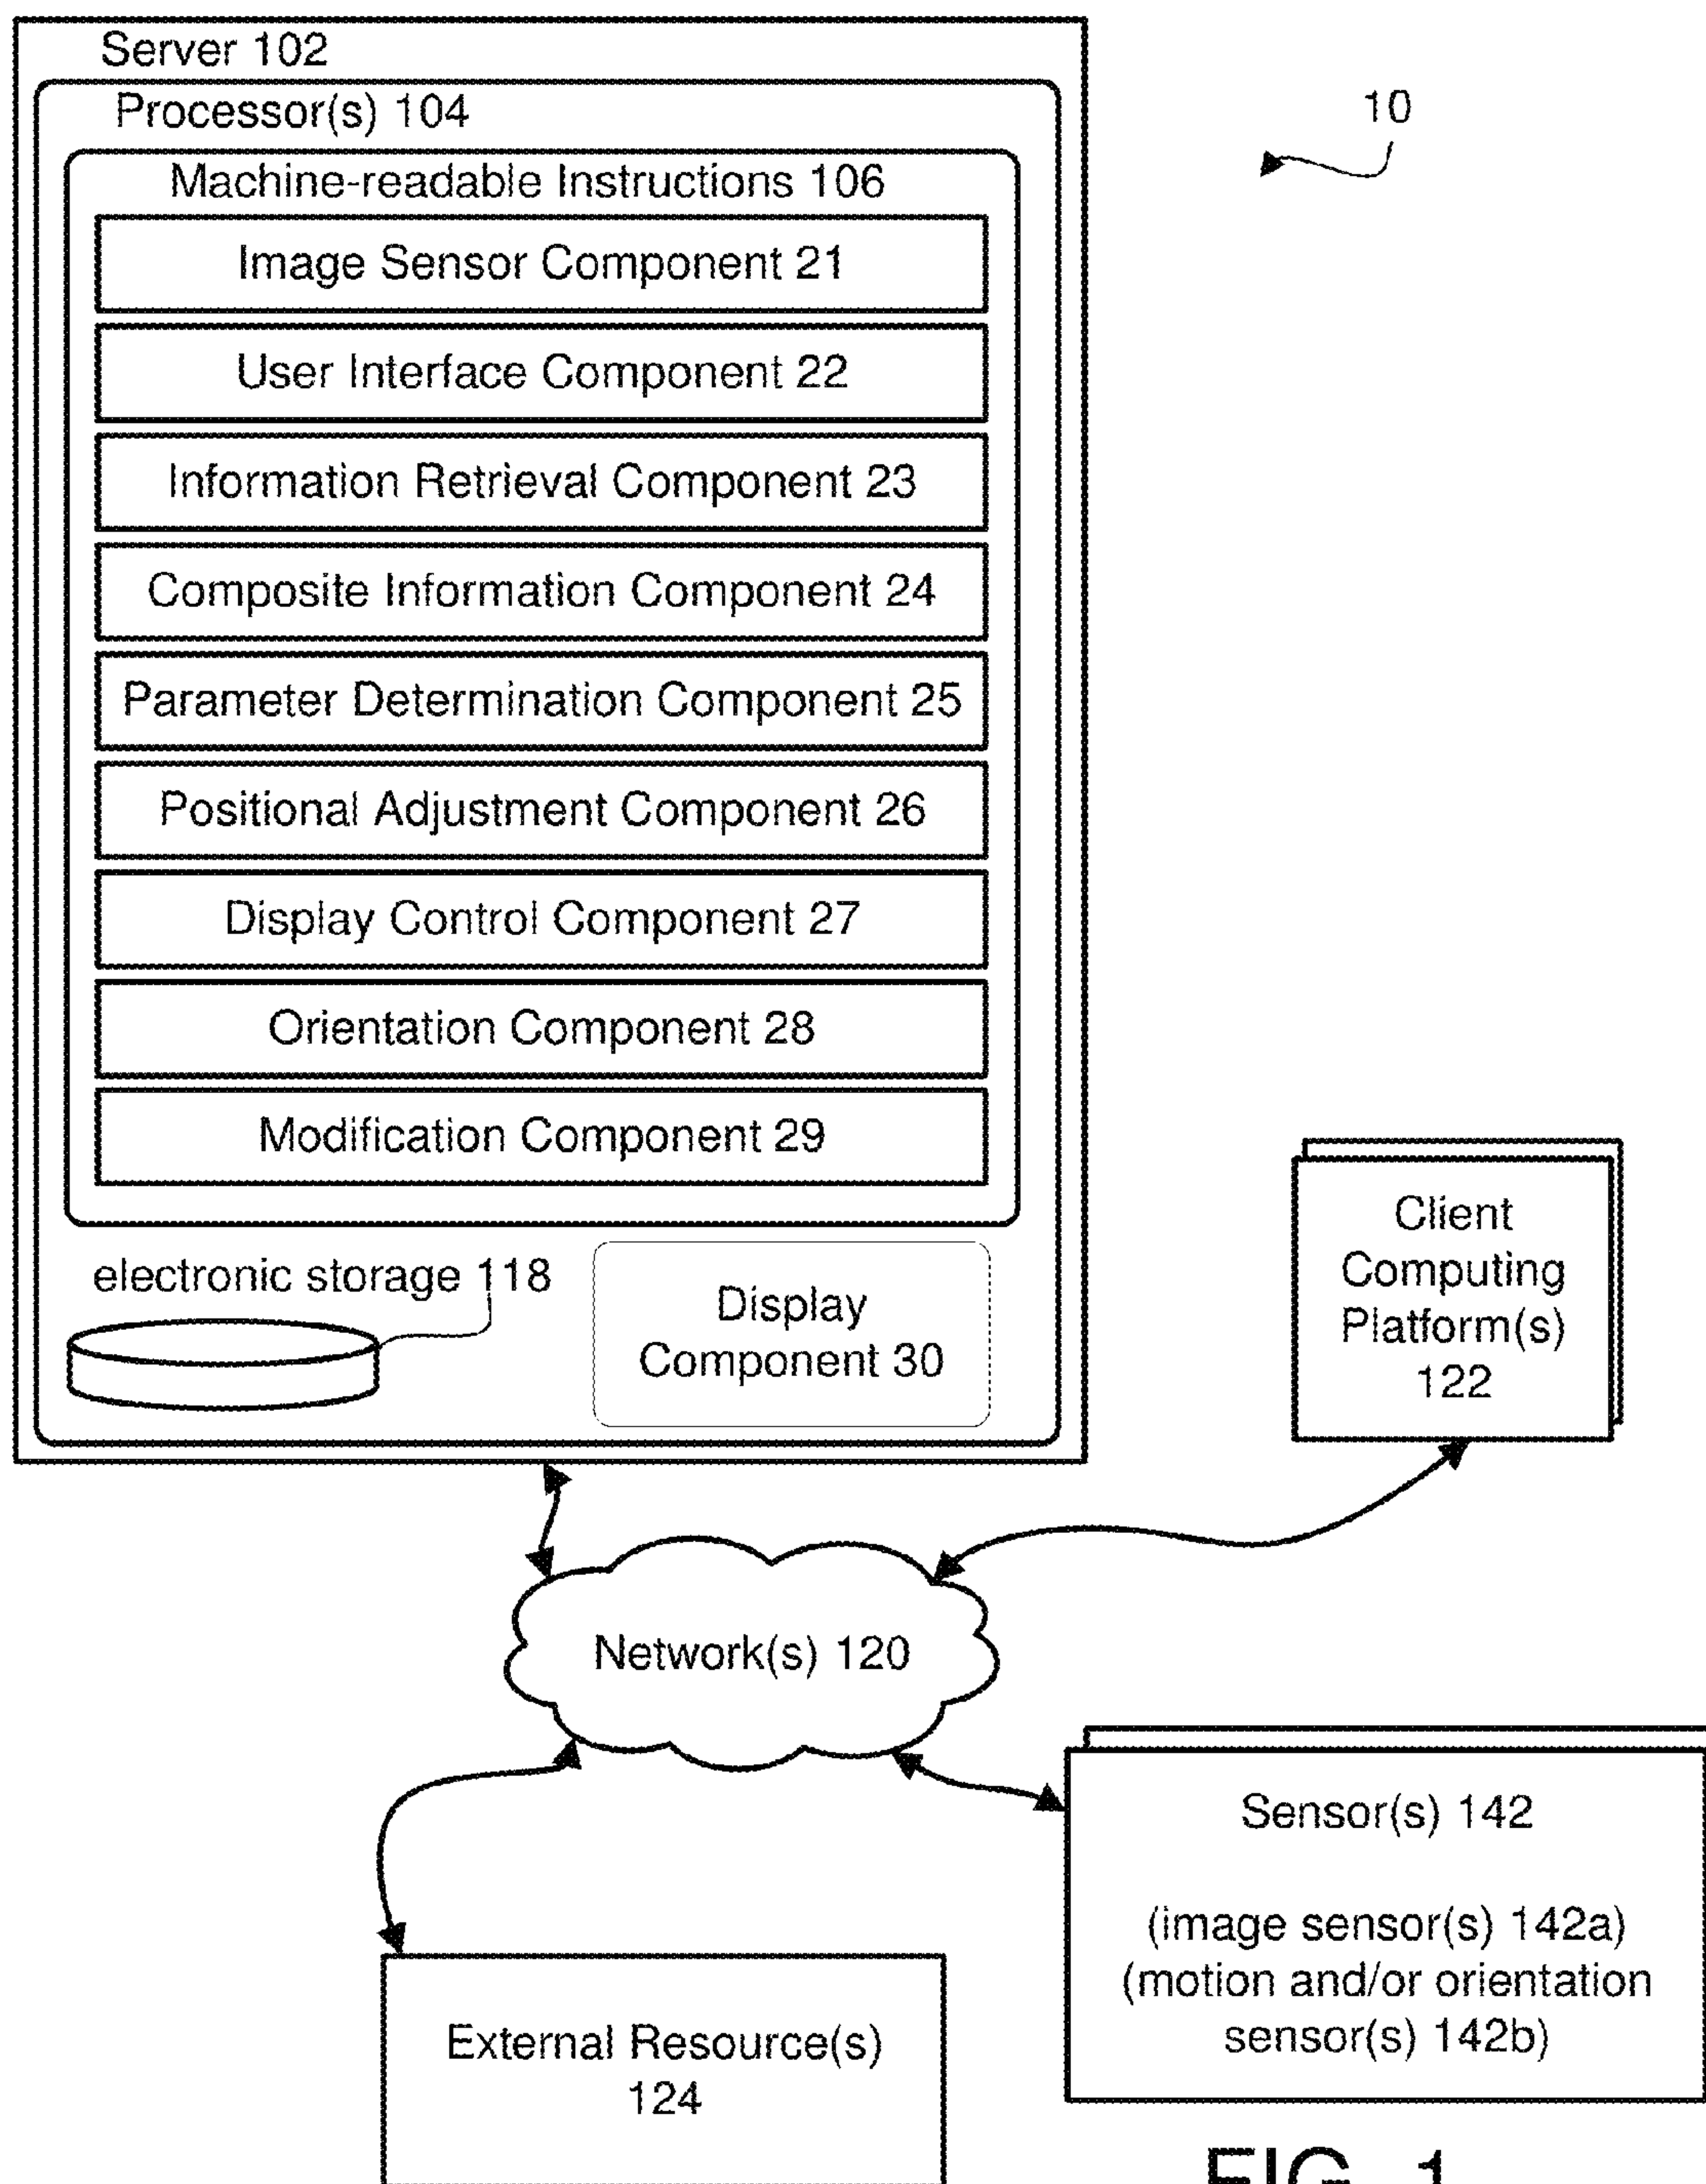 Server 102
Processor(s) 104
10
Machine-readable Instructions 106
Image Sensor Component 21
User Interface Component 22
Information Retrieval Component 23
Composite Information Component 24
Parameter Determination Component 25
Positional Adjustment Component 26
Display Control Component 27
Orientation Component 28
Modification Component 29
electronic storage 118
Display
Component 30
Client
Computing
Platform(s)
122
Network(s) 120
Sensor(s) 142
(image sensor(s) 142a)
(motion and/or orientation
sensor(s) 142b)
External Resource(s)
124
FIG. 1